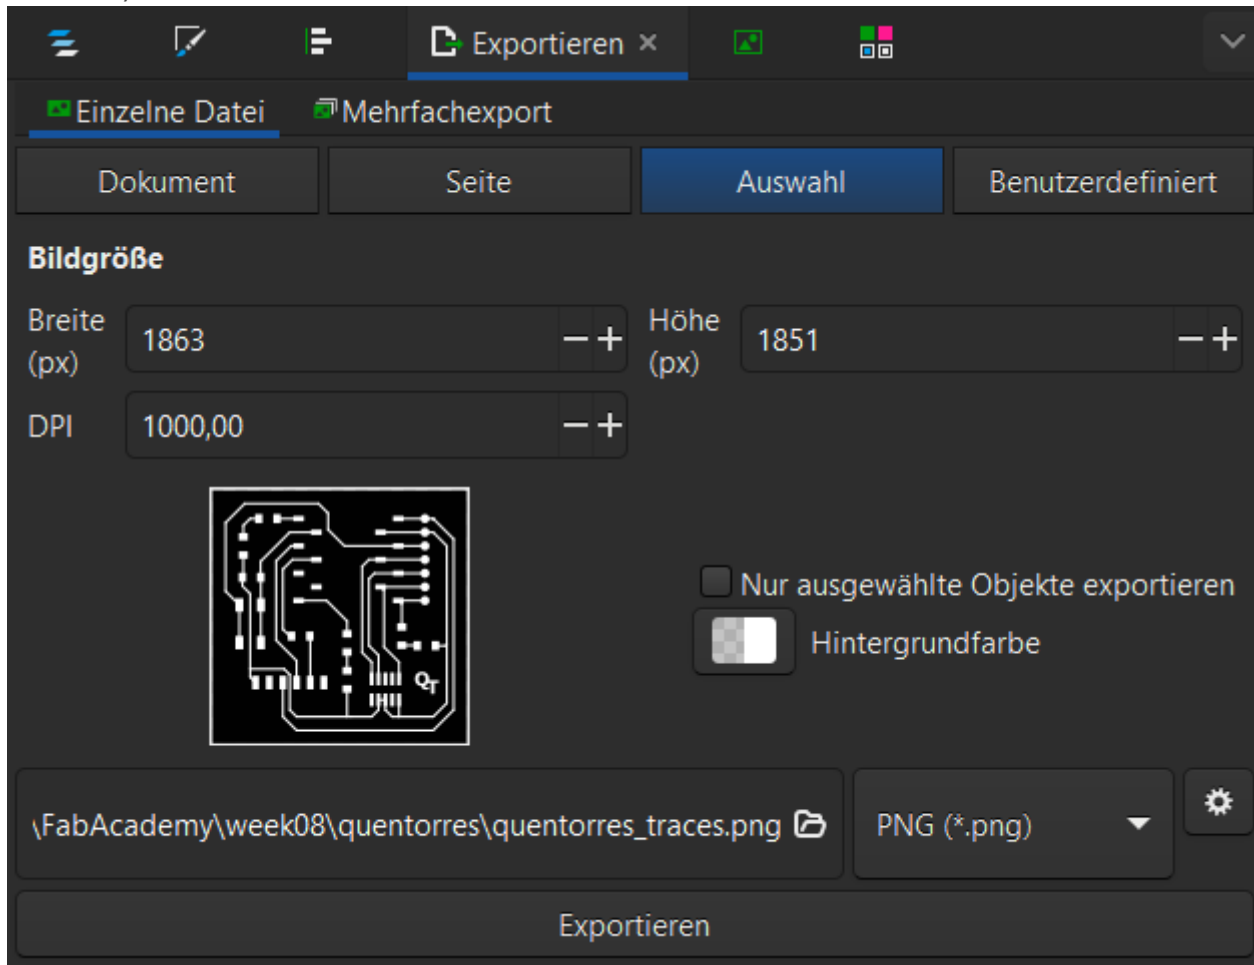 Exportieren ×
Einzelne Datei Mehrfachexport
Dokument Seite Auswahl Benutzerdefiniert
Bildgröße
Breite (px) 1863 −+ Höhe (px) 1851 −+
DPI 1000,00 −+
QT
Nur ausgewählte Objekte exportieren
Hintergrundfarbe
\FabAcademy\week08\quentorres\quentorres_traces.png PNG (*.png)
Exportieren